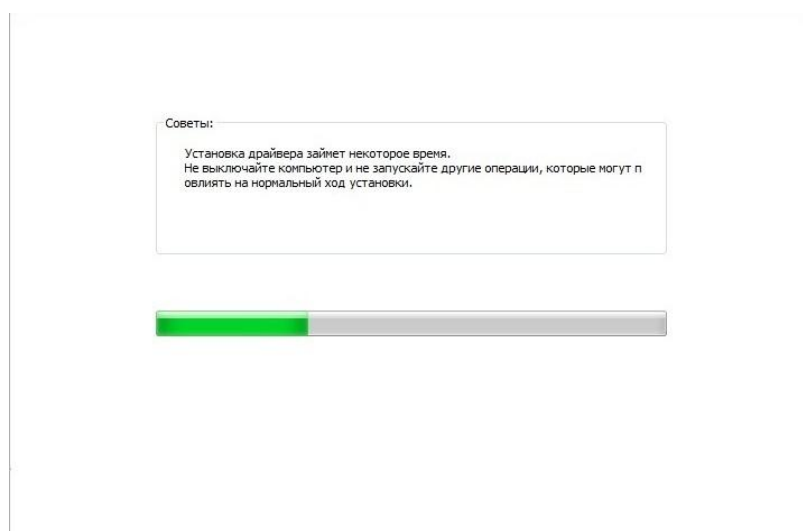 Советы:
Установка драйвера займет некоторое время.
Не выключайте компьютер и не запускайте другие операции, которые могут п
овлиять на нормальный ход установки.